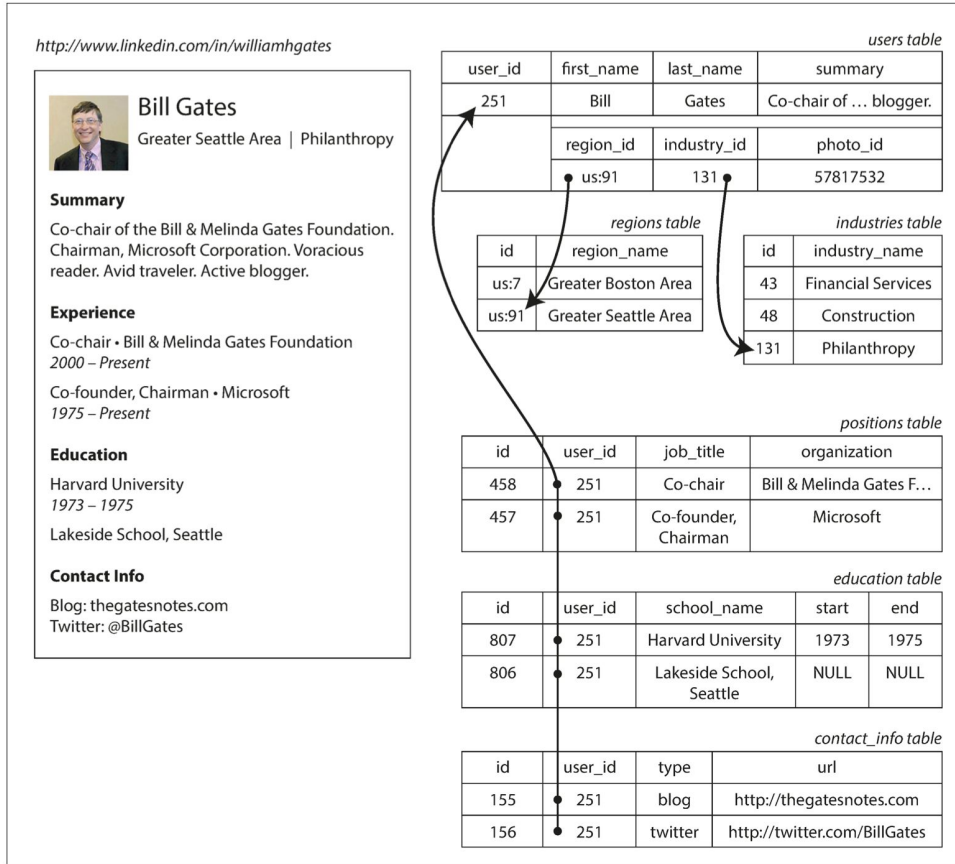 http://www.linkedin.com/in/williamhgates
Bill Gates
Greater Seattle Area | Philanthropy
Summary
Co-chair of the Bill & Melinda Gates Foundation.
Chairman, Microsoft Corporation. Voracious
reader. Avid traveler. Active blogger.
Experience
Co-chair • Bill & Melinda Gates Foundation
2000 – Present
Co-founder, Chairman • Microsoft
1975 – Present
Education
Harvard University
1973 – 1975
Lakeside School, Seattle
Contact Info
Blog: thegatesnotes.com
Twitter: @BillGates
users table
user_id first_name last_name summary
251 Bill Gates Co-chair of … blogger.
region_id industry_id photo_id
us:91 131 57817532
regions table
id region_name
us:7 Greater Boston Area
us:91 Greater Seattle Area
industries table
id industry_name
43 Financial Services
48 Construction
131 Philanthropy
positions table
id user_id job_title organization
458 251 Co-chair Bill & Melinda Gates F…
457 251 Co-founder, Microsoft
Chairman
education table
id user_id school_name start end
807 251 Harvard University 1973 1975
806 251 Lakeside School, NULL NULL
Seattle
contact_info table
id user_id type url
155 251 blog http://thegatesnotes.com
156 251 twitter http://twitter.com/BillGates